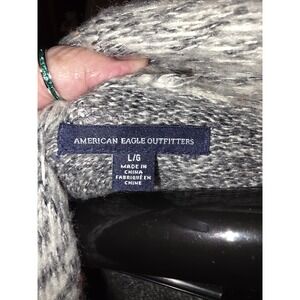 AMERICAN EAGLE OUTFITTERS
L/G
MADE IN
CHINA
FABRIQUÉ EN
CHINE